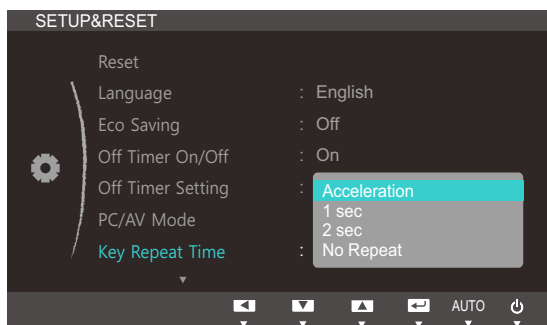 SETUP&RESET
Reset
Language : English
Eco Saving : Off
Off Timer On/Off : On
Off Timer Setting :
Acceleration
1 sec
2 sec
PC/AV Mode
Key Repeat Time : No Repeat
AUTO